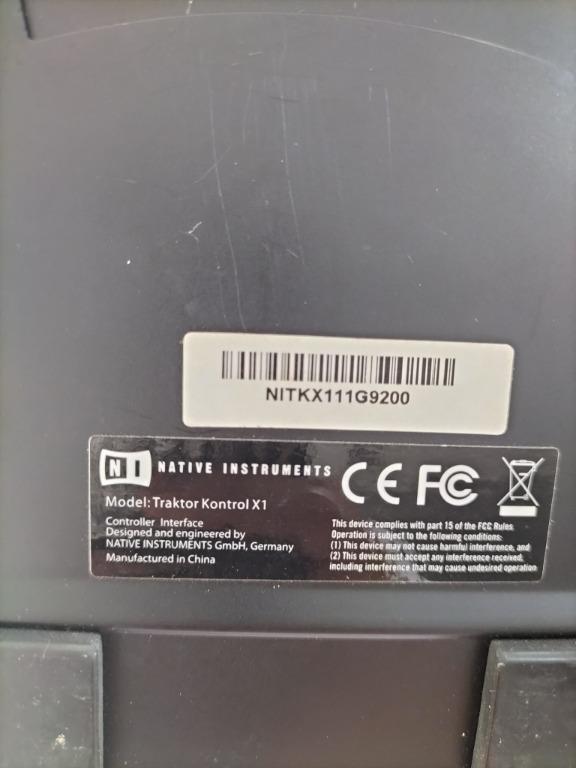 NITKX111G9200
NI NATIVE INSTRUMENTS CE FC
Model: Traktor Kontrol X1
Controller Interface
Designed and engineered by
NATIVE INSTRUMENTS GmbH, Germany
Manufactured in China
This device complies with part 15 of the FCC Rules
Operation is subject to the following conditions:
(1) This device may not cause harmful interference, and
(2) This device must accept any interference received,
including interference that may cause undesired operation